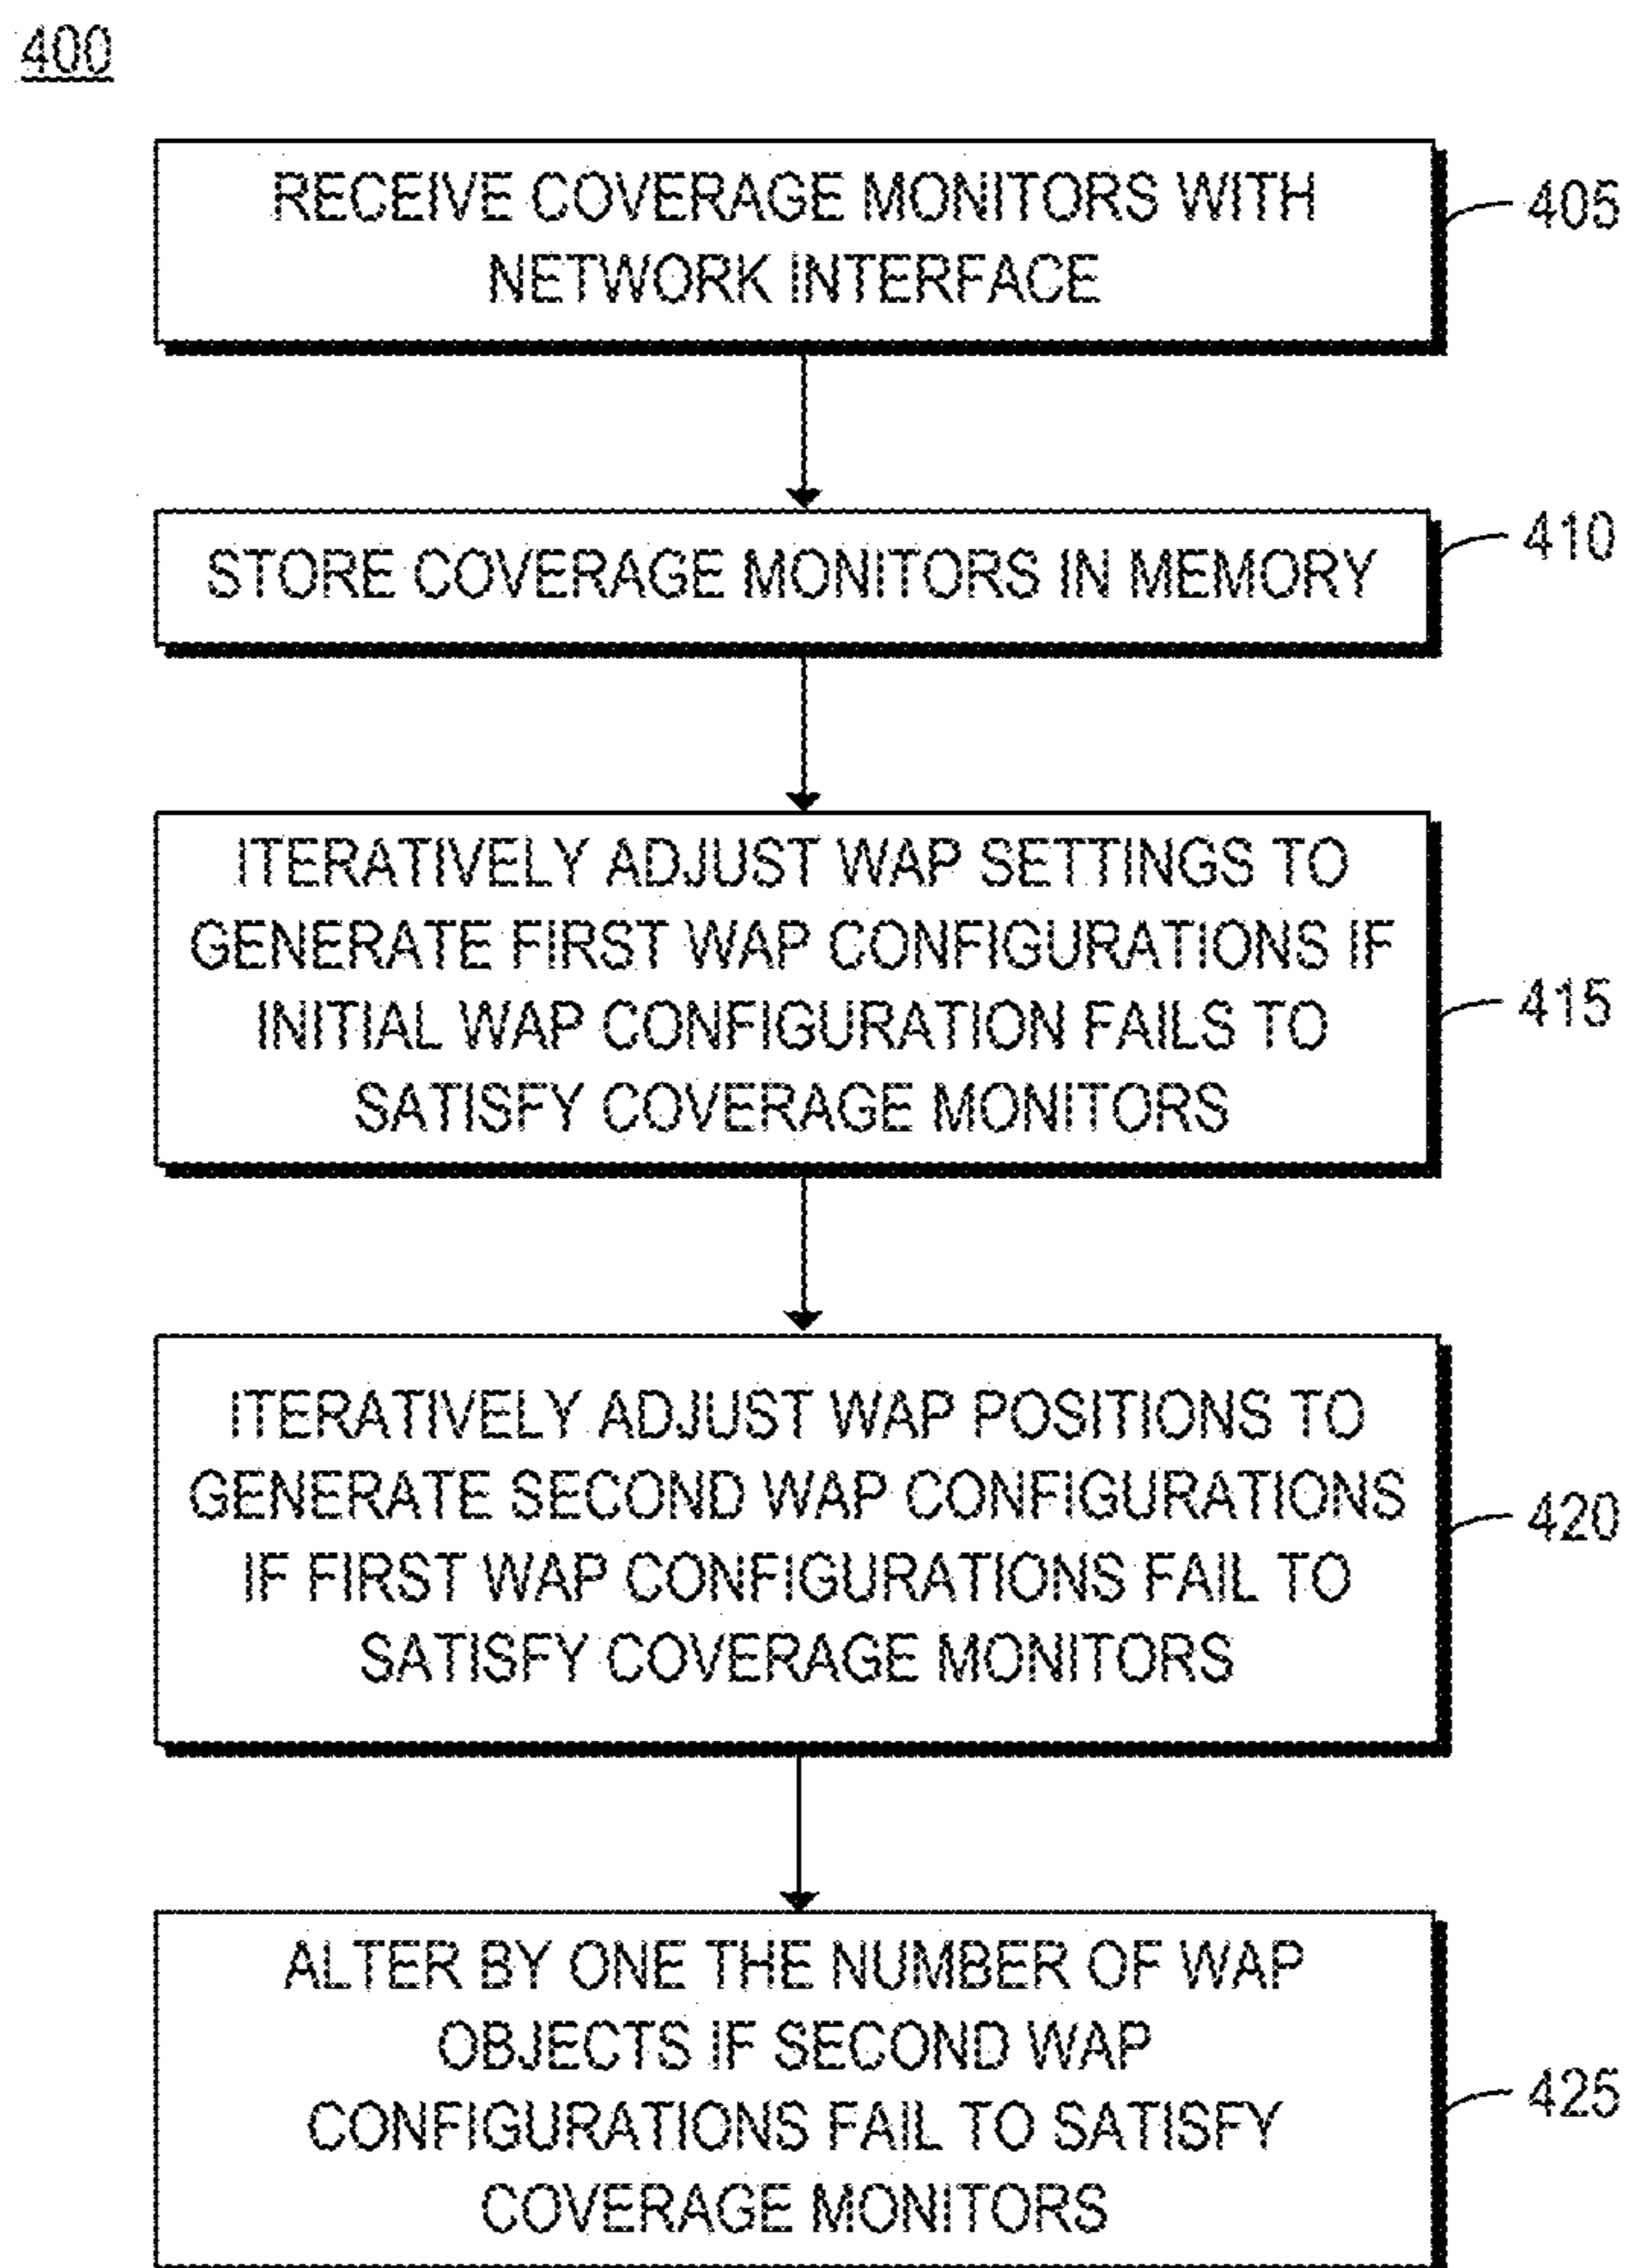 400
RECEIVE COVERAGE MONITORS WITH
NETWORK INTERFACE
405
STORE COVERAGE MONITORS IN MEMORY
410
ITERATIVELY ADJUST WAP SETTINGS TO
GENERATE FIRST WAP CONFIGURATIONS IF
INITIAL WAP CONFIGURATION FAILS TO
SATISFY COVERAGE MONITORS
415
ITERATIVELY ADJUST WAP POSITIONS TO
GENERATE SECOND WAP CONFIGURATIONS
IF FIRST WAP CONFIGURATIONS FAIL TO
SATISFY COVERAGE MONITORS
420
ALTER BY ONE THE NUMBER OF WAP
OBJECTS IF SECOND WAP
CONFIGURATIONS FAIL TO SATISFY
COVERAGE MONITORS
425